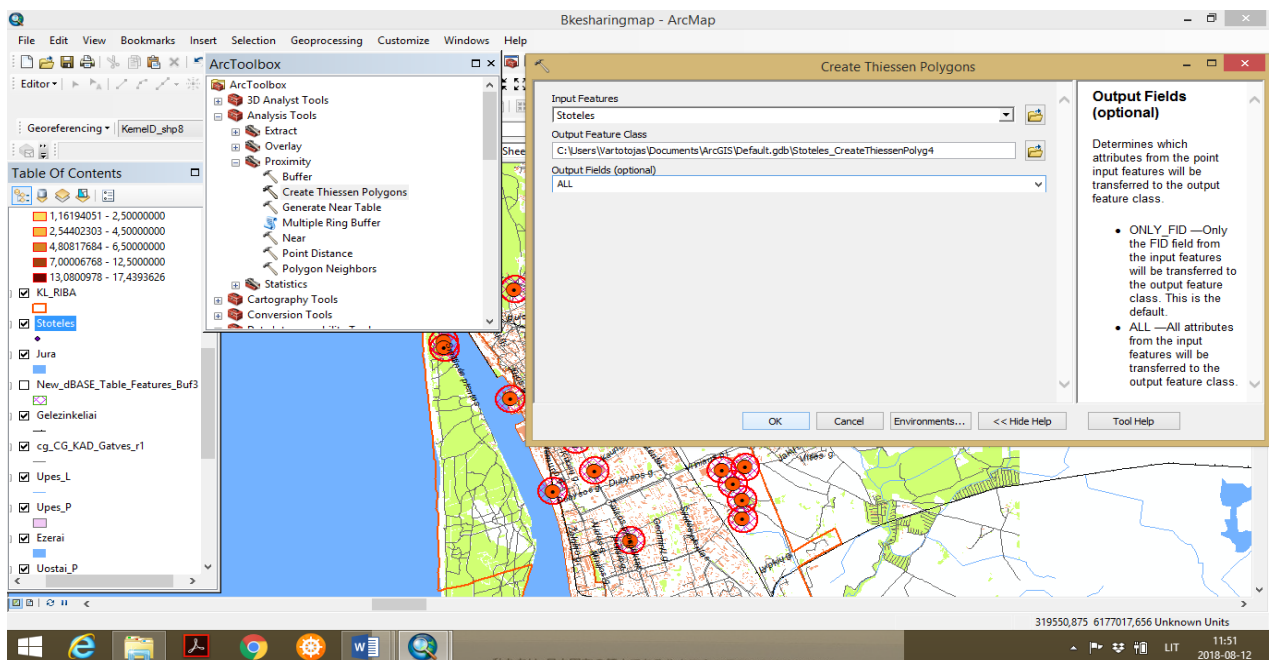 Bkesharingmap - ArcMap
File Edit View Bookmarks Insert Selection Geoprocessing Customize Windows Help
Editor
Georeferencing KernelD_shp8
Table Of Contents
1,16194051 - 2,50000000
2,54402303 - 4,50000000
4,80817684 - 6,50000000
7,00006768 - 12,5000000
13,0800978 - 17,4393626
KL_RIBA
Stoteles
Jura
New_dBASE_Table_Features_Buf3
Gelezinkeliai
cg_CG_KAD_Gatves_r1
Upes_L
Upes_P
Ezerai
Uostai_P
ArcToolbox
ArcToolbox
3D Analyst Tools
Analysis Tools
Extract
Overlay
Proximity
Buffer
Create Thiessen Polygons
Generate Near Table
Multiple Ring Buffer
Near
Point Distance
Polygon Neighbors
Statistics
Cartography Tools
Conversion Tools
Shee
Create Thiessen Polygons
Input Features
Stoteles
Output Feature Class
C:\Users\Vartotojas\Documents\ArcGIS\Default.gdb\Stoteles_CreateThiessenPolyg4
Output Fields (optional)
ALL
OK Cancel Environments... << Hide Help Tool Help
Output Fields
(optional)
Determines which
attributes from the point
input features will be
transferred to the output
feature class.
• ONLY_FID —Only
the FID field from
the input features
will be transferred to
the output feature
class. This is the
default.
• ALL —All attributes
from the input
features will be
transferred to the
output feature class.
Dubysos g.
319550,875 6177017,656 Unknown Units
LIT
11:51
2018-08-12